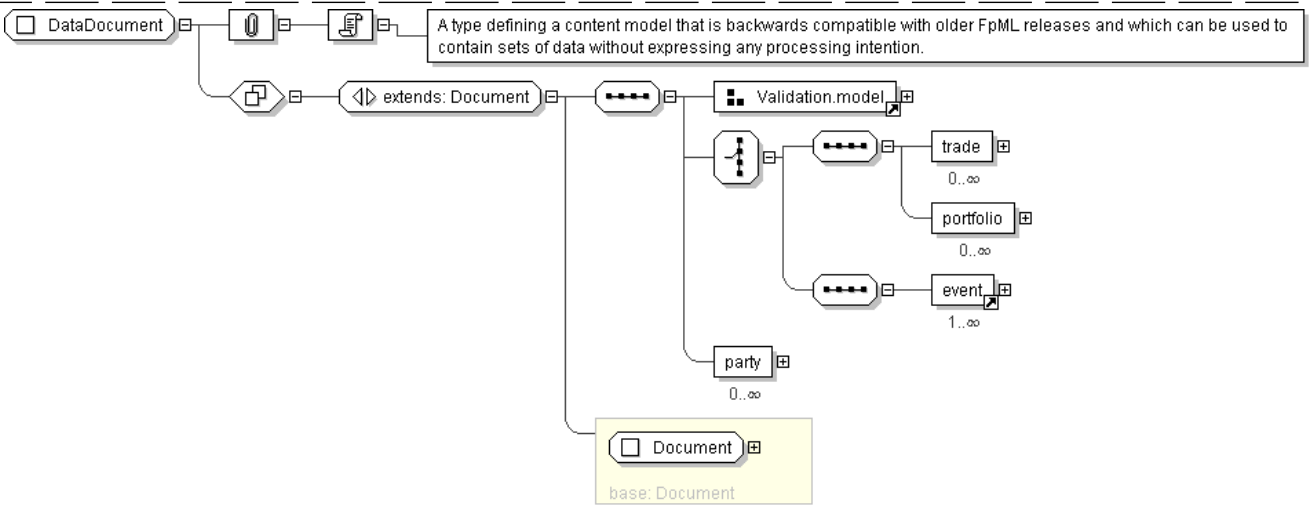 DataDocument
A type defining a content model that is backwards compatible with older FpML releases and which can be used to
contain sets of data without expressing any processing intention.
extends: Document
Validation.model
trade
0..∞
portfolio
0..∞
event
1..∞
party
0..∞
Document
base: Document